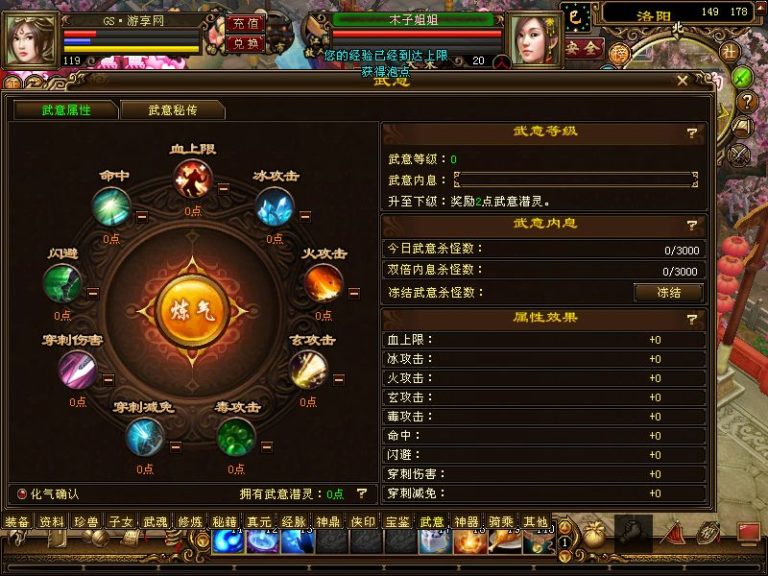 GS·游享网
119
充值
兑换
木子姐姐
20
您的经验已经到达上限
获得泡点
安全
洛阳
149 178
北
社
武意
武意属性
武意秘传
血上限
0点
命中
0点
冰攻击
0点
闪避
0点
火攻击
0点
炼气
穿刺伤害
0点
玄攻击
0点
穿刺减免
0点
毒攻击
0点
化气确认
拥有武意潜灵：0点
?
武意等级
?
武意等级：0
武意内息：
升至下级：奖励2点武意潜灵。
武意内息
?
今日武意杀怪数：
0/3000
双倍内息杀怪数：
0/3000
冻结武意杀怪数：
冻结
属性效果
?
血上限：
+0
冰攻击：
+0
火攻击：
+0
玄攻击：
+0
毒攻击：
+0
命中：
+0
闪避：
+0
穿刺伤害：
+0
穿刺减免：
+0
装备 资料 珍兽 子女 武魂 修炼 秘籍 真元 经脉 神鼎 侠印 宝鉴 武意 神器 骑乘 其他
1